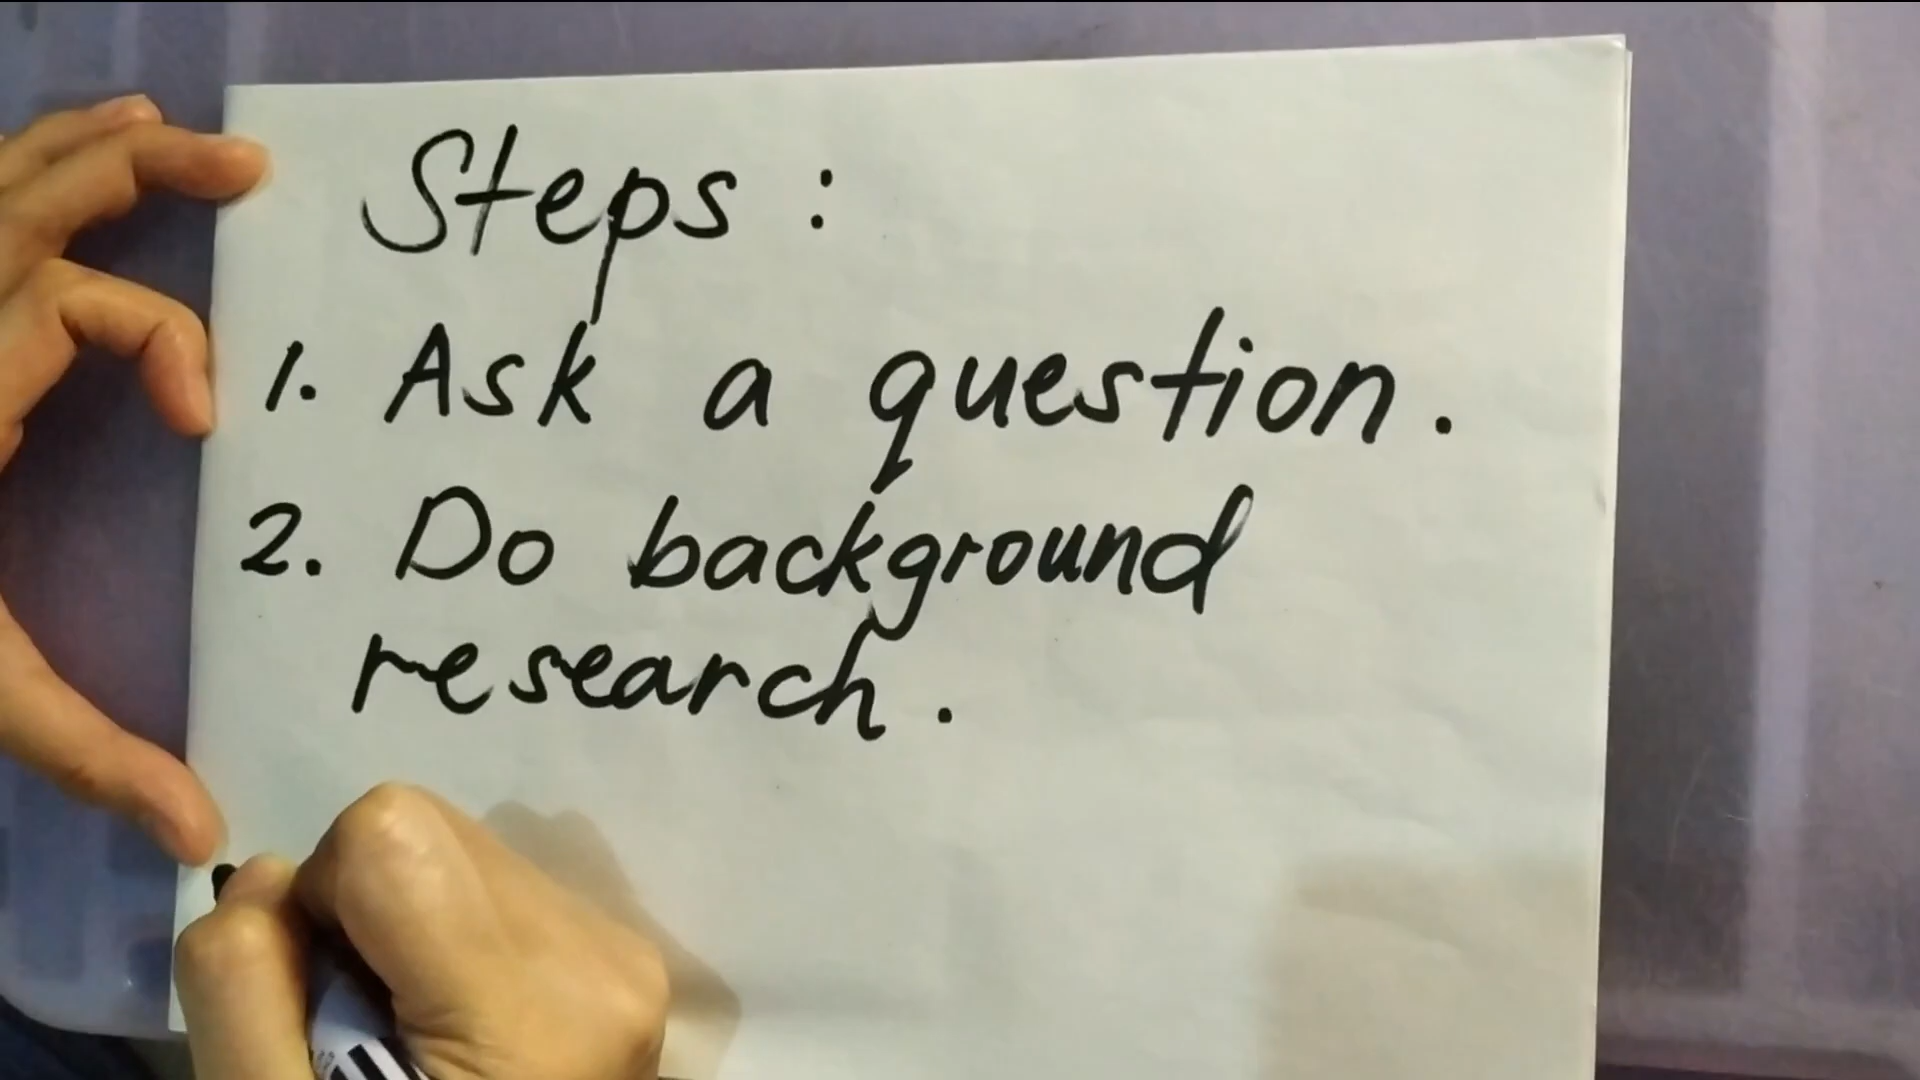 Steps :
1. Ask a question.
2. Do background
research.